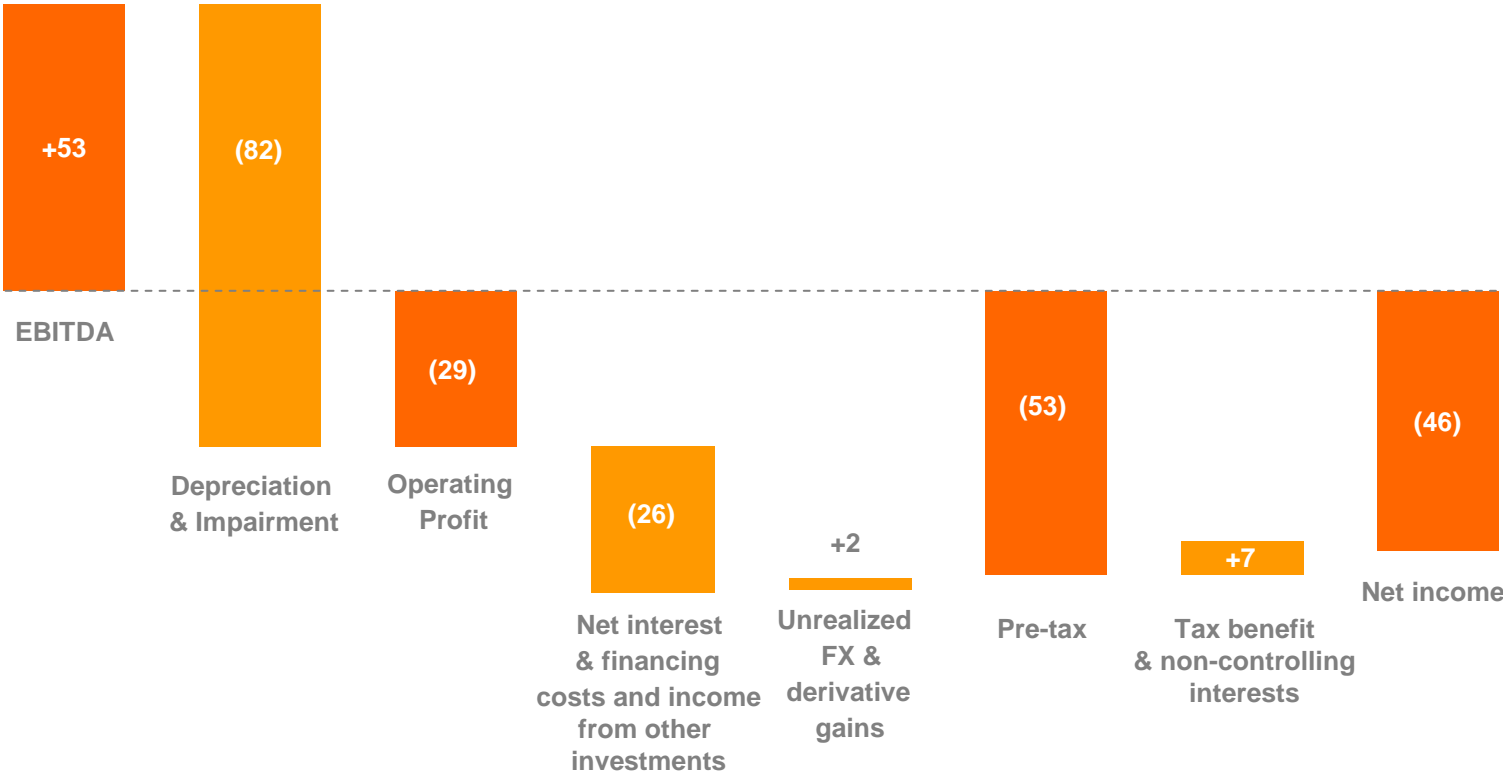 +53
(82)
EBITDA
(29)
(53)
(46)
Depreciation
& Impairment
Operating
Profit
(26)
+2
+7
Net income
Net interest
& financing
costs and income
from other
investments
Unrealized
FX &
derivative
gains
Pre-tax
Tax benefit
& non-controlling
interests